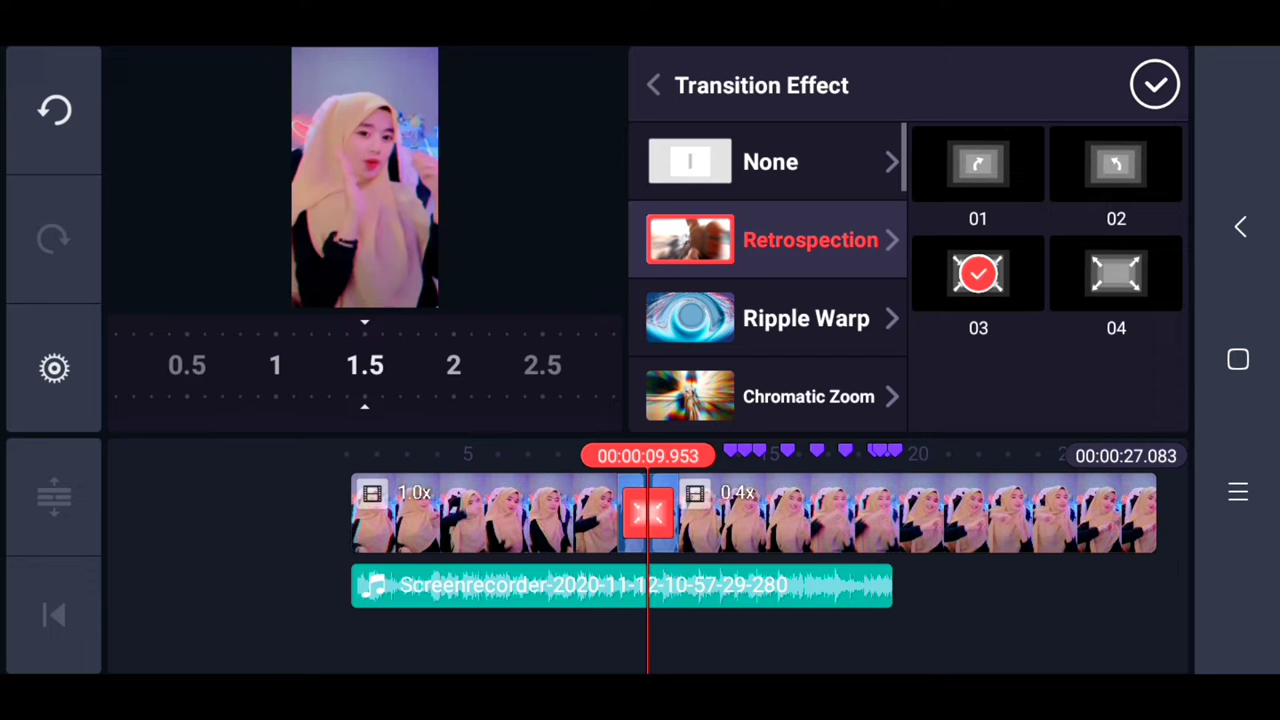 Transition Effect
None
Retrospection
Ripple Warp
Chromatic Zoom
01
02
03
04
0.5
1
1.5
2
2.5
5
00:00:09.953
15
20
00:00:27.083
1.0x
0.4x
Screenrecorder-2020-11-12-10-57-29-280